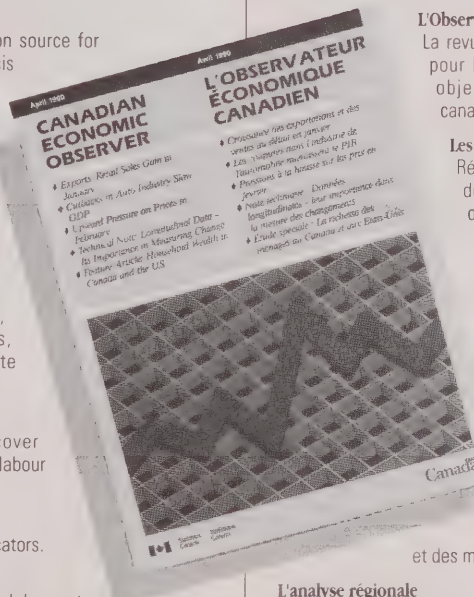 on source for
is
,
s,
te
cover
labour
cators.
April 1990
CANADIAN
ECONOMIC
OBSERVER
♦ Exports, Retail Sales Gain in
January
♦ Cutbacks in Auto Industry Slow
GDP
♦ Upward Pressure on Prices in
February
♦ Technical Note: Longitudinal Data -
Its Importance in Measuring Change
♦ Feature Article: Household Wealth in
Canada and the U.S.
Avril 1990
L'OBSERVATEUR
ÉCONOMIQUE
CANADIEN
♦ Croissance des exportations et des
ventes au détail en janvier
♦ Les dans l'industrie de
l'automobile ralentissent le PIB
♦ Pressions à la hausse sur les prix en
février
♦ Note technique - Données
longitudinales - leur importance dans
la mesure des changements
♦ Étude spéciale - La richesse des
ménages au Canada et aux États-Unis
Statistics Statistique
Canada Canada
Canada
L'Observ
La revu
pour l
obje
cana
Les
Ré
d
et des m
L'analyse régionale